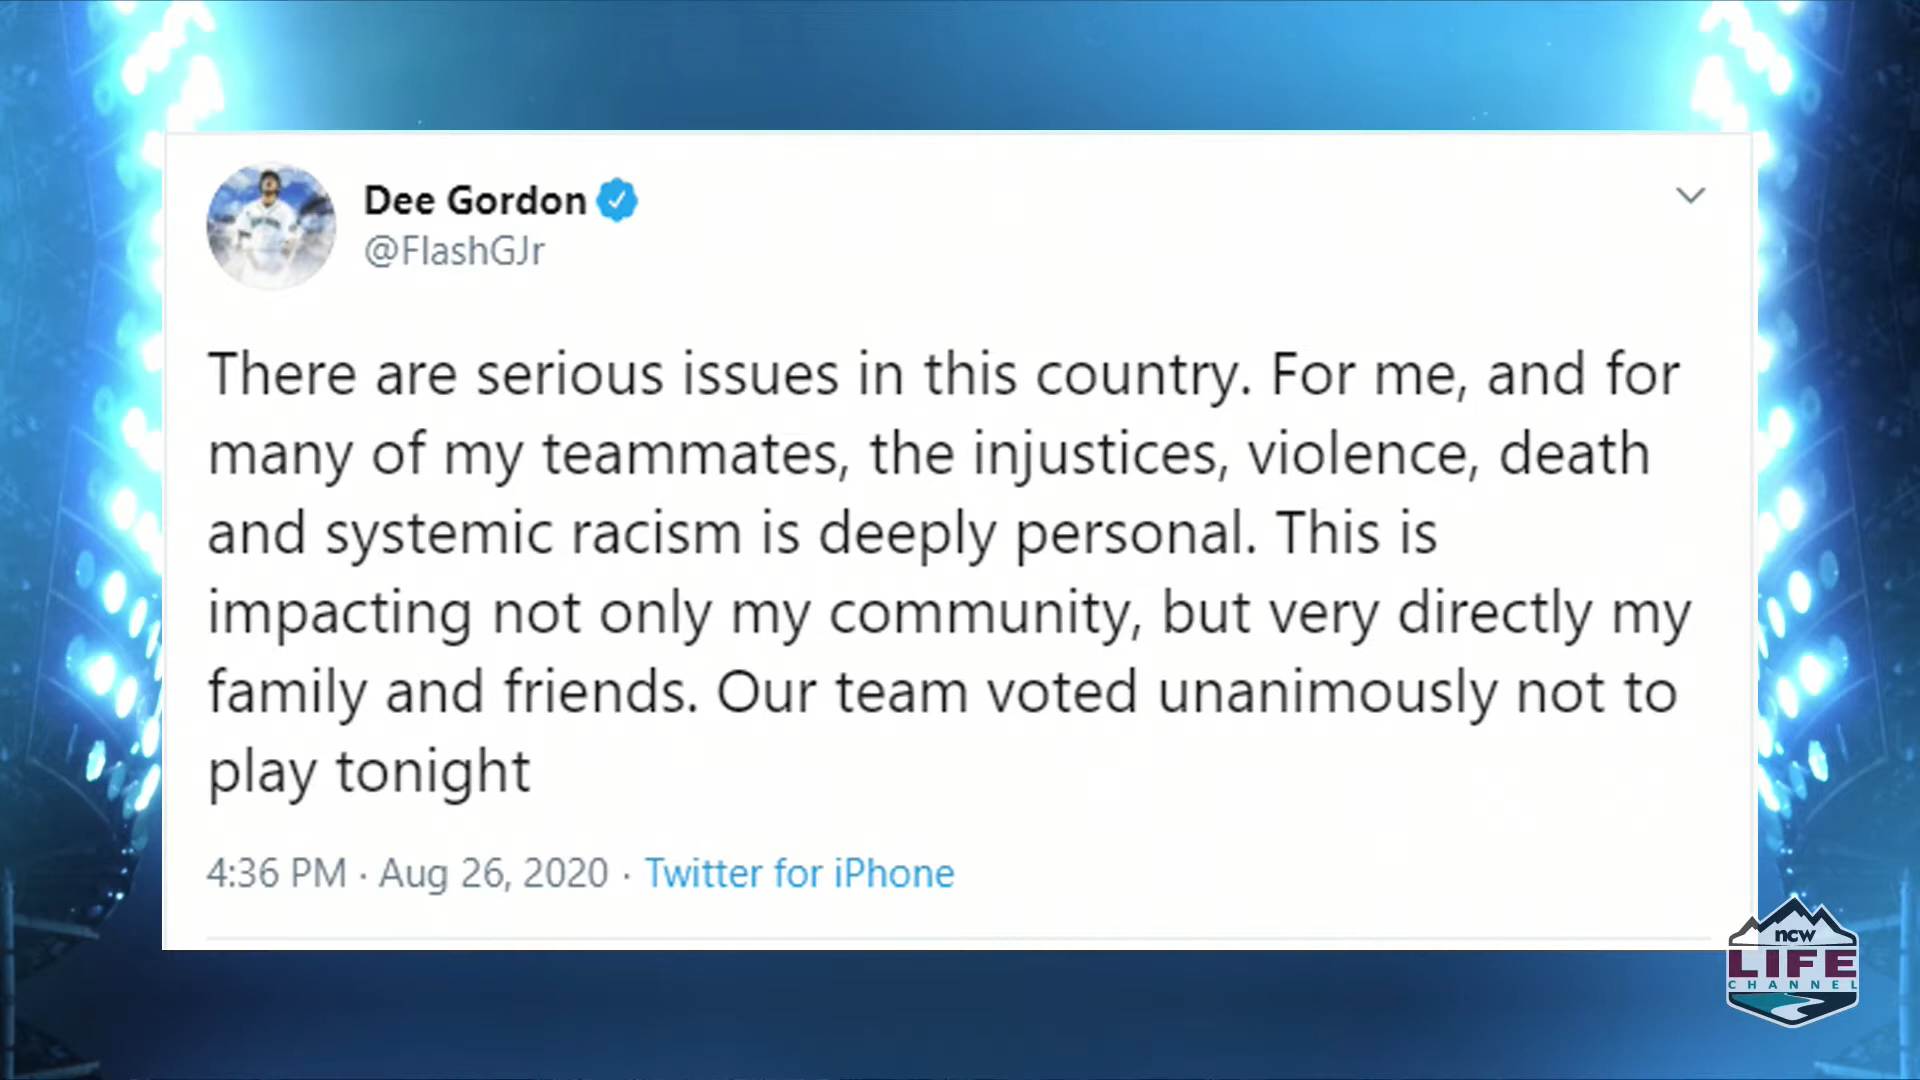 Dee Gordon
@FlashGJr
There are serious issues in this country. For me, and for
many of my teammates, the injustices, violence, death
and systemic racism is deeply personal. This is
impacting not only my community, but very directly my
family and friends. Our team voted unanimously not to
play tonight
4:36 PM · Aug 26, 2020 · Twitter for iPhone
ncw
LIFE
CHANNEL